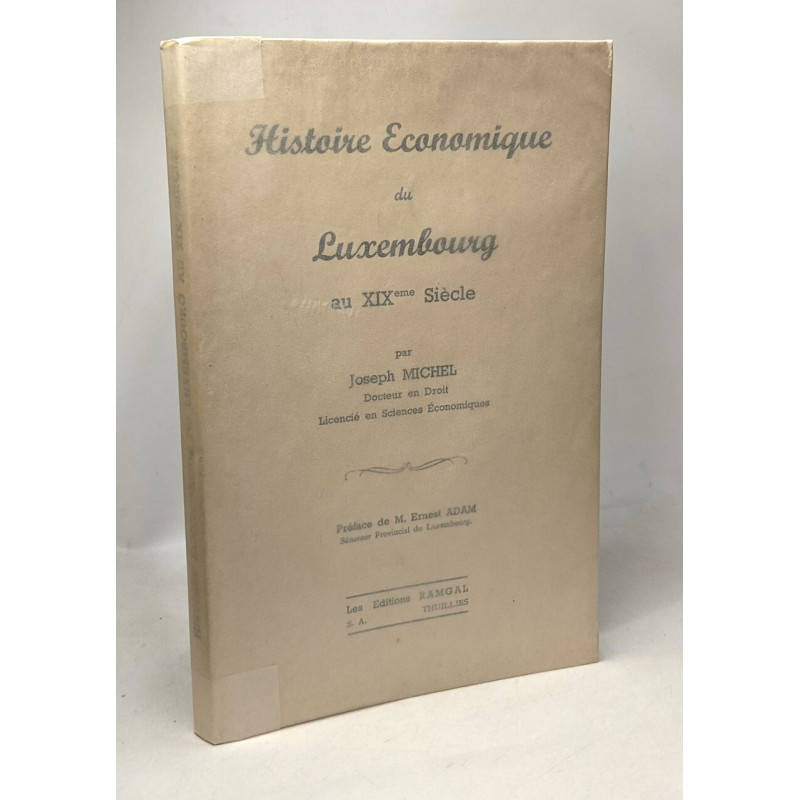 Histoire Economique
du
Luxembourg
au XIXeme Siècle
par
Joseph MICHEL
Docteur en Droit
Licencié en Sciences Économiques
Préface de M. Ernest ADAM
Sénateur Provincial du Luxembourg.
Les Editions RAMGAL
S. A. THUILLIES